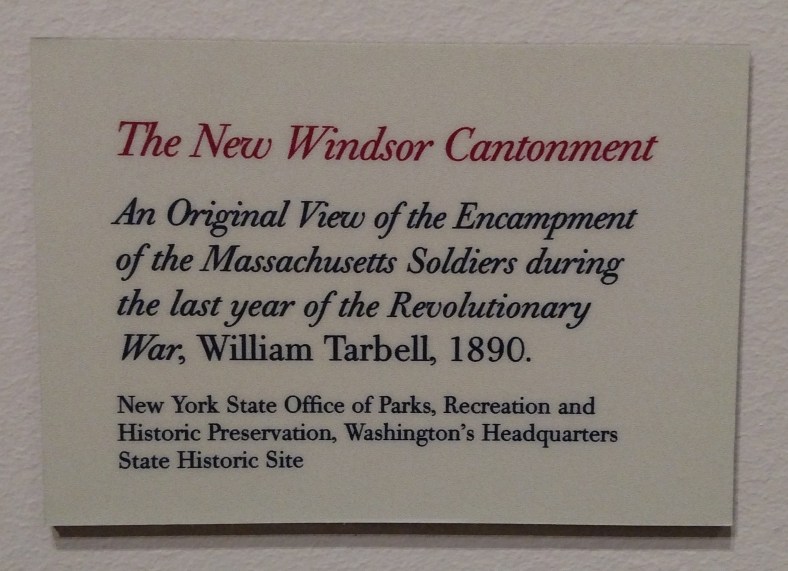 The New Windsor Cantonment
An Original View of the Encampment
of the Massachusetts Soldiers during
the last year of the Revolutionary
War, William Tarbell, 1890.
New York State Office of Parks, Recreation and
Historic Preservation, Washington's Headquarters
State Historic Site